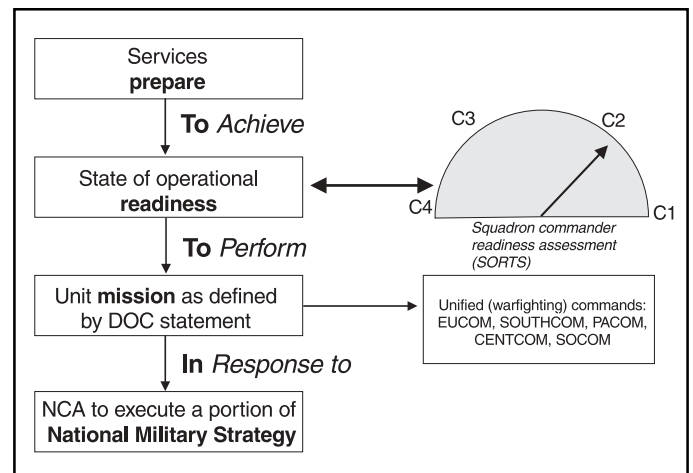 Services
prepare
To Achieve
C3
C2
State of operational
readiness
C4
C1
Squadron commander
readiness assessment
(SORTS)
To Perform
Unit mission as defined
by DOC statement
Unified (warfighting) commands:
EUCOM, SOUTHCOM, PACOM,
CENTCOM, SOCOM
In Response to
NCA to execute a portion of
National Military Strategy